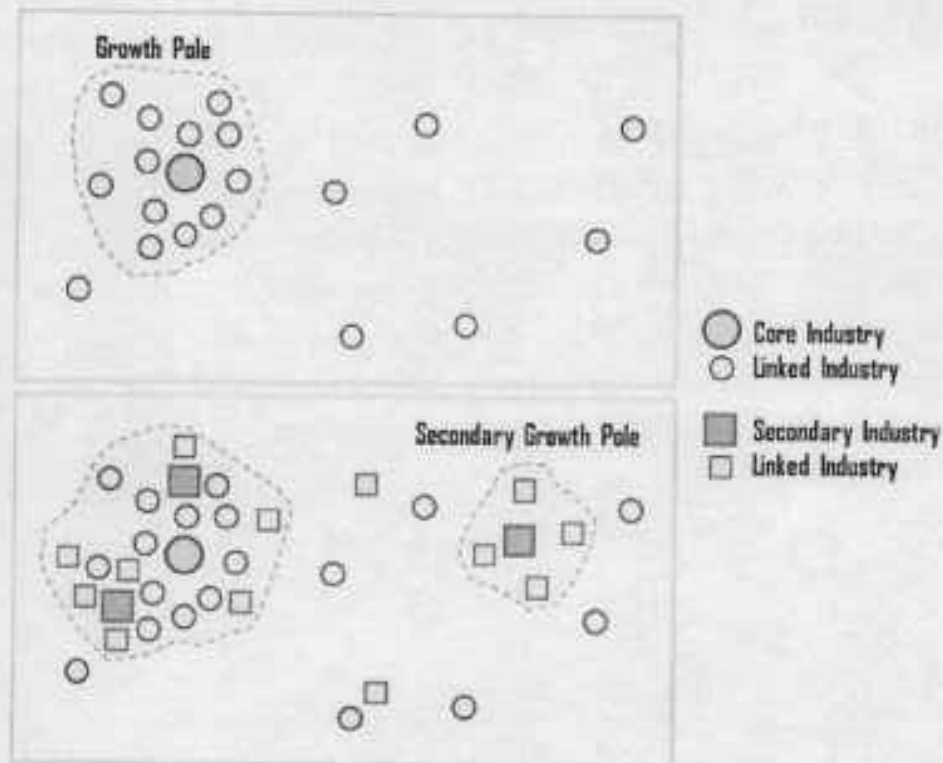 Growth Pole
Core Industry
Linked Industry
Secondary Growth Pole
Secondary Industry
Linked Industry